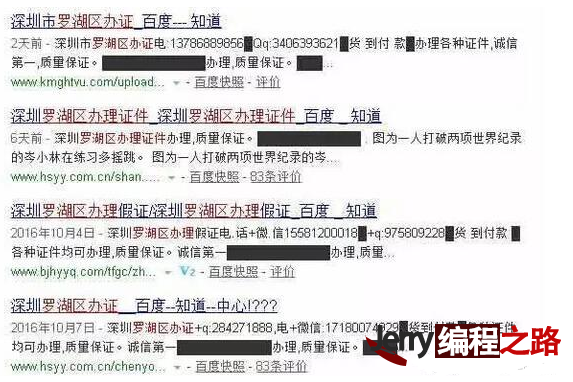 深圳市罗湖区办证_百度--- 知道
2天前 - 深圳市罗湖区办证电:13786889856 Qq:3406393621 货 到付 款 办理各种证件,诚信
第一,质量保证。 办理,质量保证。 ...
www.kmghtvu.com/upload... - 百度快照 - 评价
深圳罗湖区办理证件_深圳罗湖区办理证件_百度 _ 知道
6天前 - 深圳罗湖区办理证件办理,质量保证。 图为一人打破两项世界纪录
的岑小林在练习多摇跳。 图为一人打破两项世界纪录的岑...
www.hsyy.com.cn/shan.... - 百度快照 - 83条评价
深圳罗湖区办理假证/深圳罗湖区办理假证_百度 _ 知道
2016年10月4日 - 深圳罗湖区办理假证电.话+微.信15581200018 +q:975809228 货 到付款
各种证件均可办理,质量保证。诚信第一 办理,质量...
www.bjhyyq.com/tfgc/zh... - V2 - 百度快照 - 评价
深圳罗湖区办证__百度--知道--中心!???
2016年10月7日 - 深圳罗湖区办证+q:284271888,电+微信:17180074929 货到付款 证件
均可办理,质量保证。诚信第一 办理,质量保证。
www.hsyy.com.cn/chenyo... - 百度快照 - 83条评价
Jerry编程之路